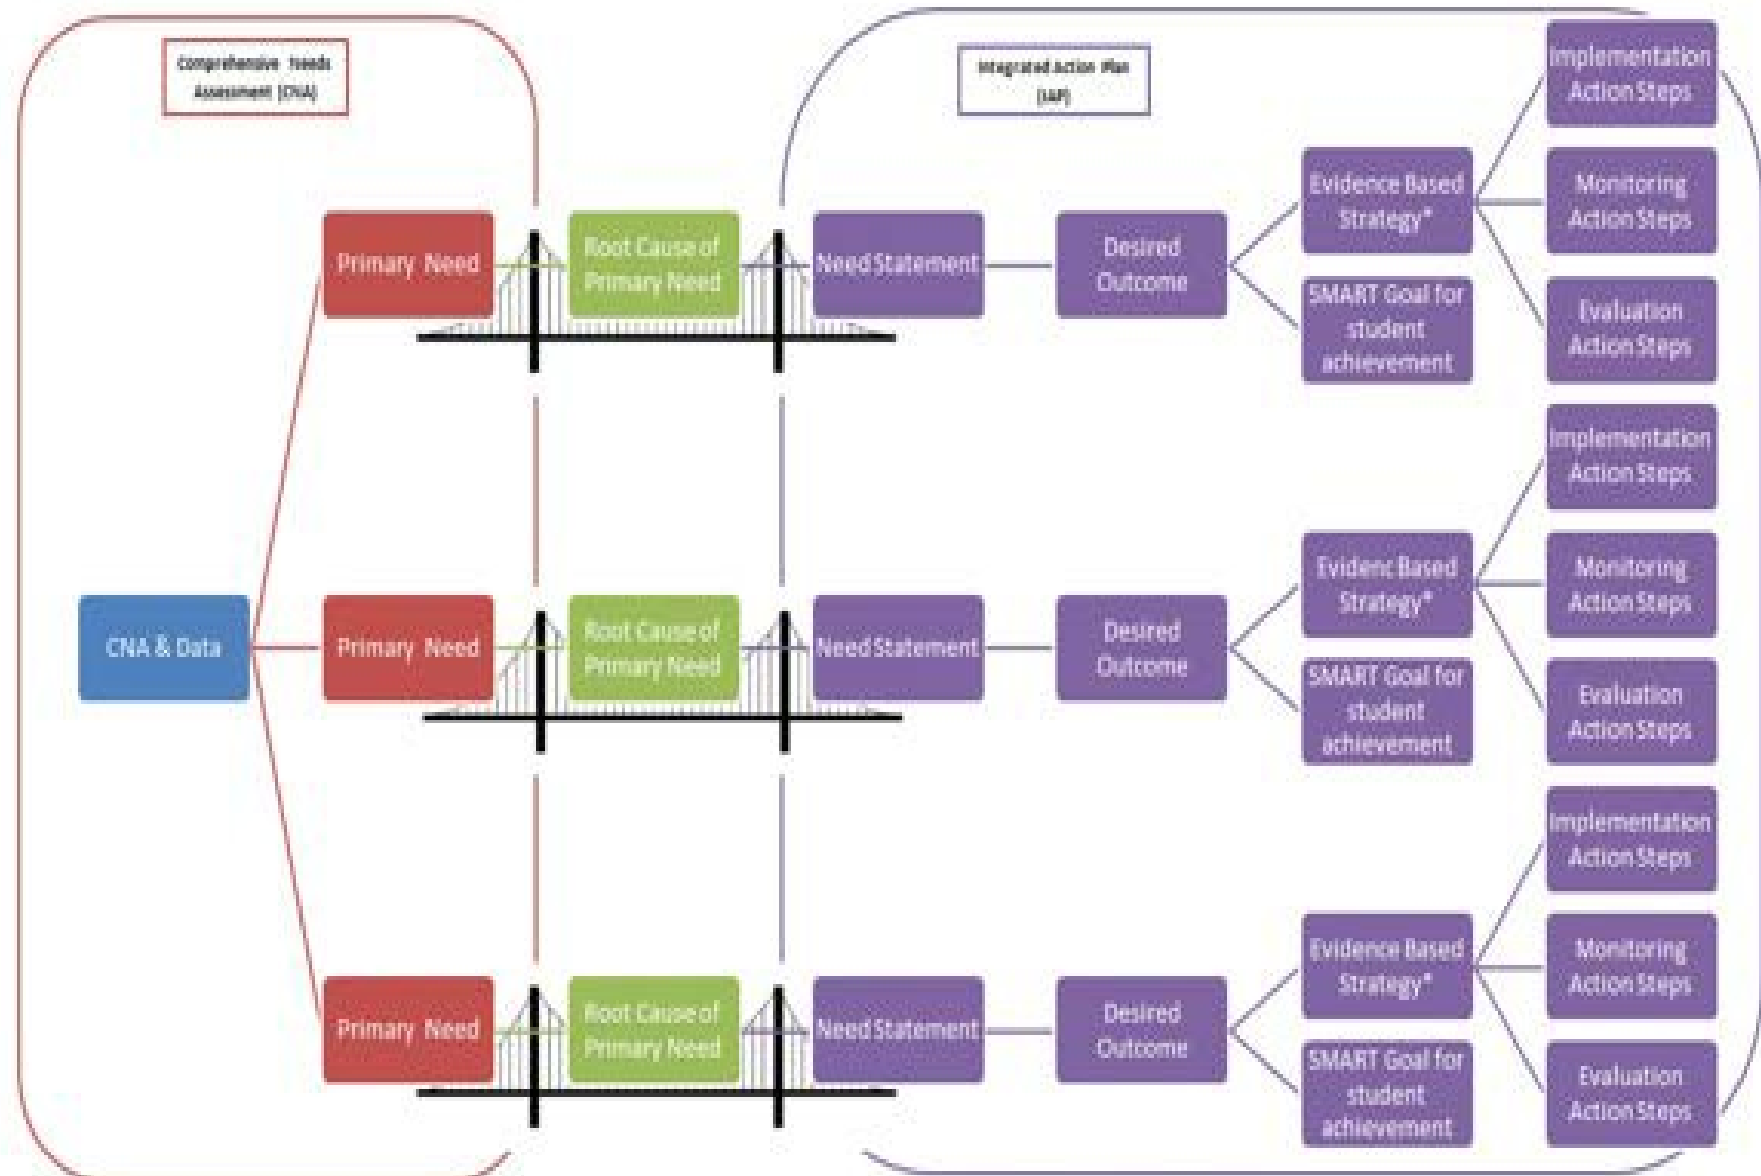 Comprehensive Needs
Assessment (CNA)
Integrated Action Plan
(IAP)
CNA & Data
Primary Need
Root Cause of
Primary Need
Need Statement
Desired
Outcome
Evidence Based
Strategy*
SMART Goal for
student
achievement
Implementation
Action Steps
Monitoring
Action Steps
Evaluation
Action Steps
Primary Need
Root Cause of
Primary Need
Need Statement
Desired
Outcome
Evidenc Based
Strategy*
SMART Goal for
student
achievement
Implementation
Action Steps
Monitoring
Action Steps
Evaluation
Action Steps
Primary Need
Root Cause of
Primary Need
Need Statement
Desired
Outcome
Evidence Based
Strategy*
SMART Goal for
student
achievement
Implementation
Action Steps
Monitoring
Action Steps
Evaluation
Action Steps